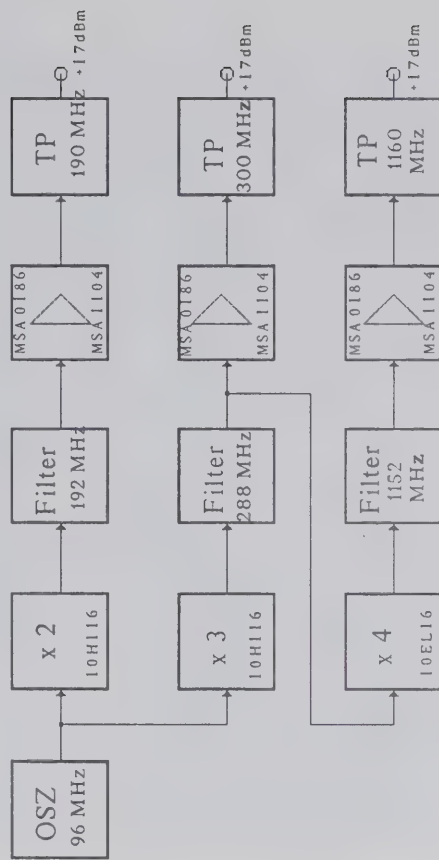 OSZ
96 MHz
x 2
10H116
Filter
192 MHz
MSA 0186
MSA 1104
TP
190 MHz
+17dBm
x 3
10H116
Filter
288 MHz
MSA 0186
MSA 1104
TP
300 MHz
+17dBm
x 4
10EL16
Filter
1152
MHz
MSA 0186
MSA 1104
TP
1160
MHz
+17dBm